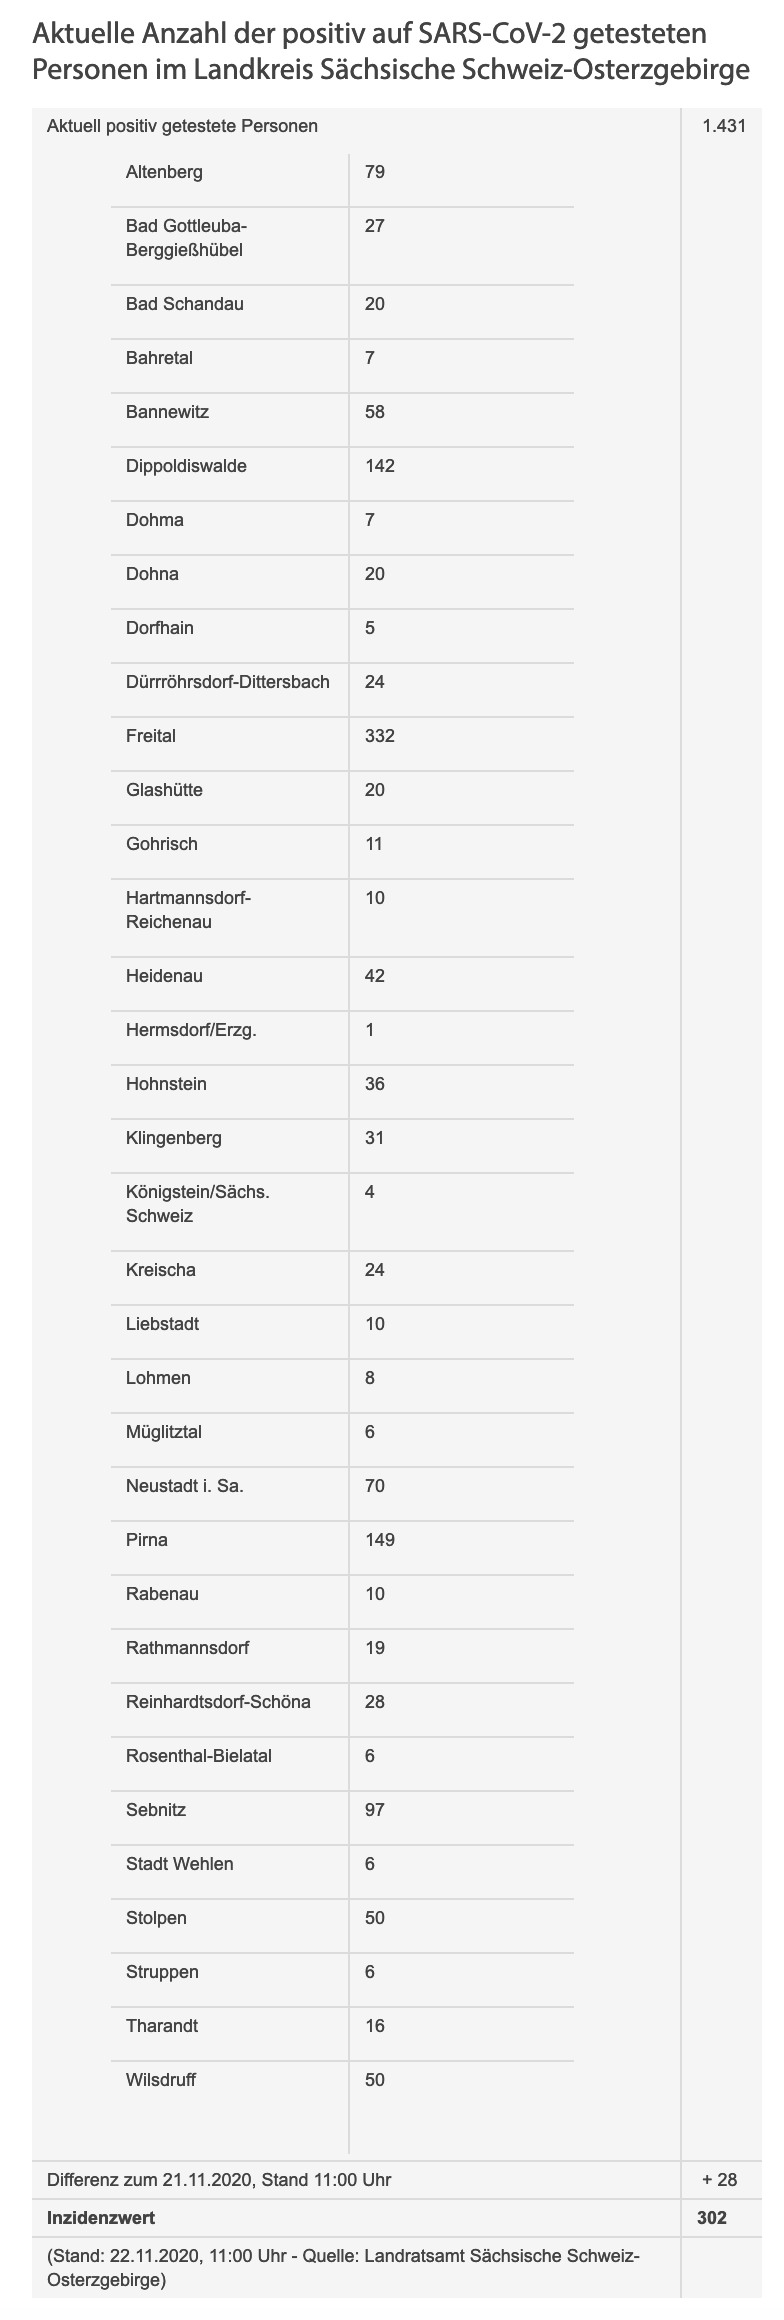 Aktuelle Anzahl der positiv auf SARS-CoV-2 getesteten
Personen im Landkreis Sächsische Schweiz-Osterzgebirge
Aktuell positiv getestete Personen 1.431
Altenberg 79
Bad Gottleuba- 27
Berggießhübel
Bad Schandau 20
Bahretal 7
Bannewitz 58
Dippoldiswalde 142
Dohma 7
Dohna 20
Dorfhain 5
Dürrröhrsdorf-Dittersbach 24
Freital 332
Glashütte 20
Gohrisch 11
Hartmannsdorf- 10
Reichenau
Heidenau 42
Hermsdorf/Erzg. 1
Hohnstein 36
Klingenberg 31
Königstein/Sächs. 4
Schweiz
Kreischa 24
Liebstadt 10
Lohmen 8
Müglitztal 6
Neustadt i. Sa. 70
Pirna 149
Rabenau 10
Rathmannsdorf 19
Reinhardtsdorf-Schöna 28
Rosenthal-Bielatal 6
Sebnitz 97
Stadt Wehlen 6
Stolpen 50
Struppen 6
Tharandt 16
Wilsdruff 50
Differenz zum 21.11.2020, Stand 11:00 Uhr + 28
Inzidenzwert 302
(Stand: 22.11.2020, 11:00 Uhr - Quelle: Landratsamt Sächsische Schweiz-
Osterzgebirge)